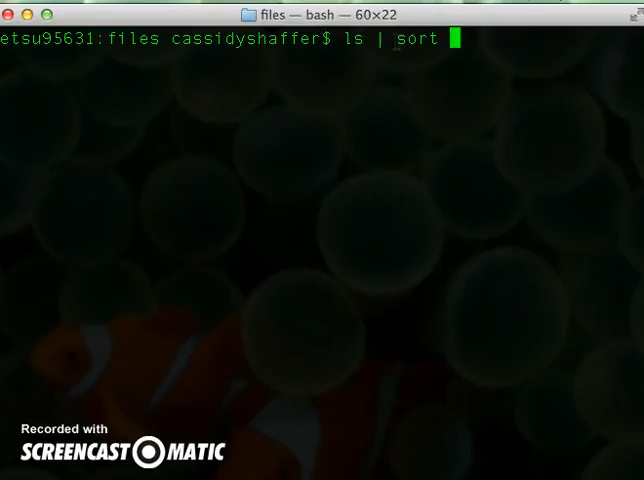 files — bash — 60×22
etsu95631:files cassidyshaffer$ ls | sort
Recorded with
SCREENCAST O MATIC